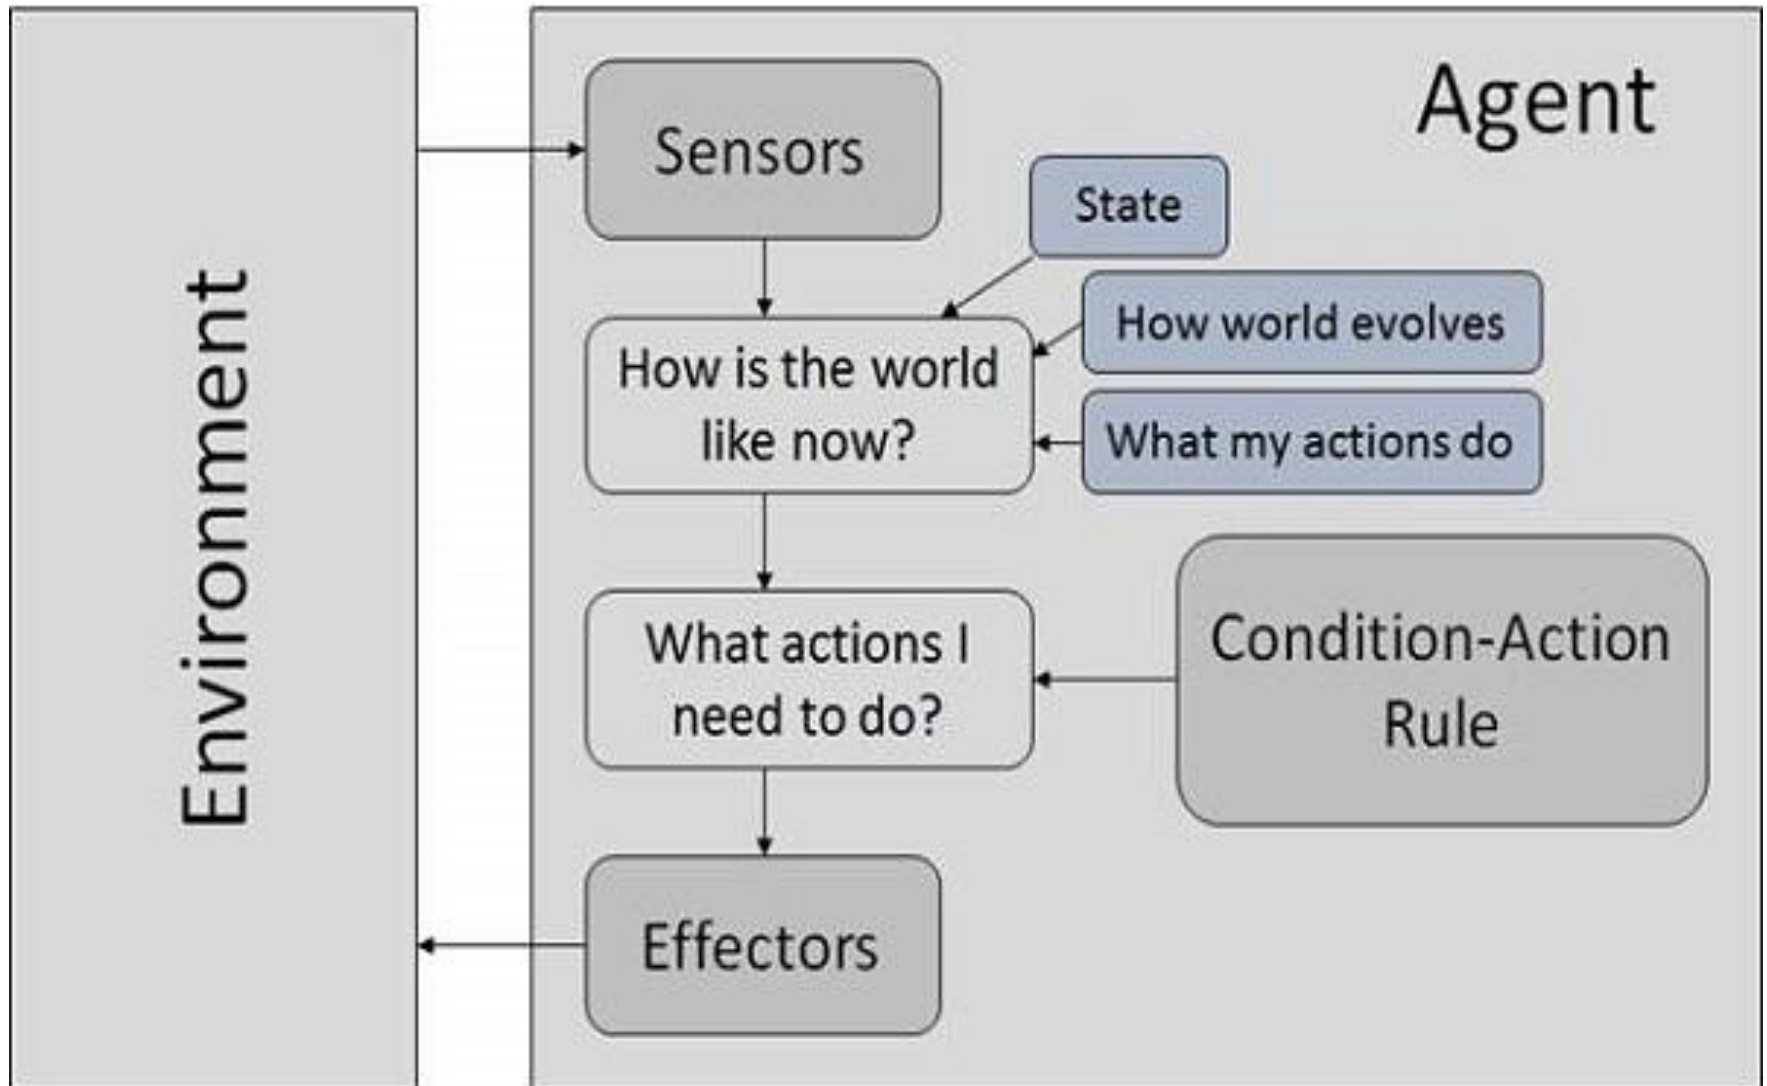 Environment
Agent
Sensors
State
How world evolves
How is the world
like now?
What my actions do
What actions I
need to do?
Condition-Action
Rule
Effectors